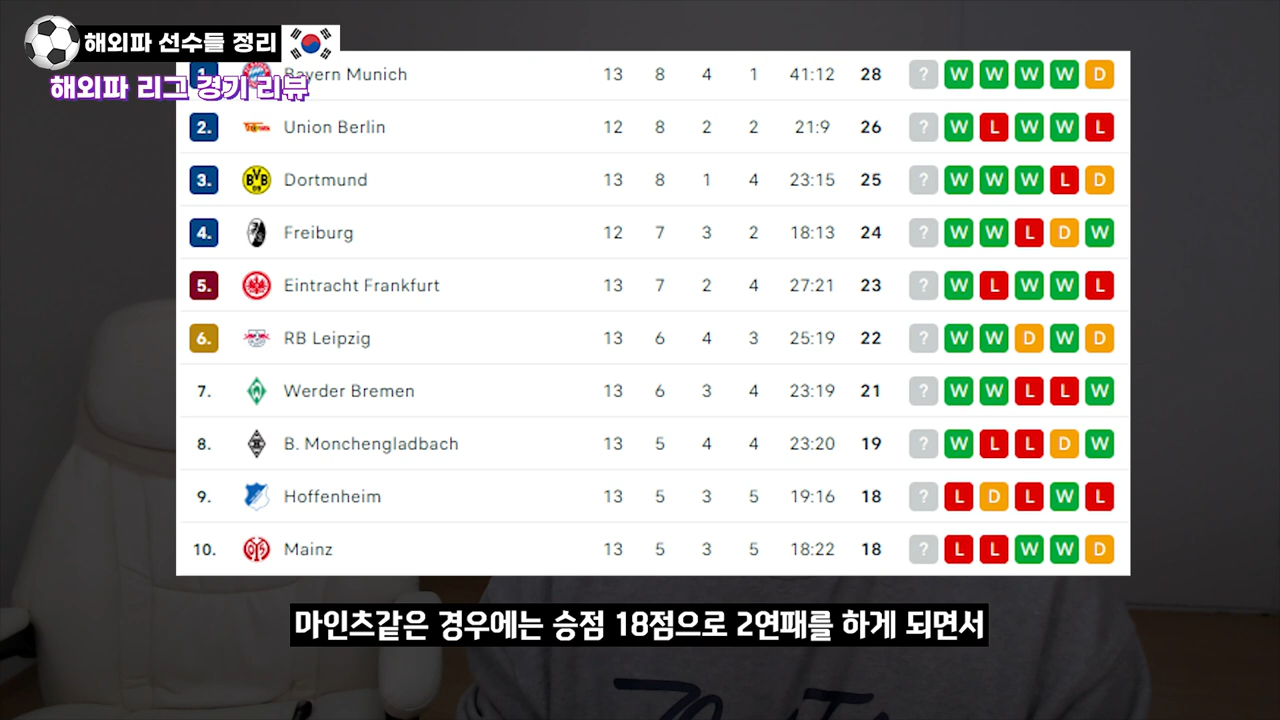 해외파 선수들 정리
해외파 리그 경기 리뷰
1. Bayern Munich 13 8 4 1 41:12 28 ? W W W W D
2. Union Berlin 12 8 2 2 21:9 26 ? W L W W L
3. Dortmund 13 8 1 4 23:15 25 ? W W W L D
4. Freiburg 12 7 3 2 18:13 24 ? W W L D W
5. Eintracht Frankfurt 13 7 2 4 27:21 23 ? W L W W L
6. RB Leipzig 13 6 4 3 25:19 22 ? W W D W D
7. Werder Bremen 13 6 3 4 23:19 21 ? W W L L W
8. B. Monchengladbach 13 5 4 4 23:20 19 ? W L L D W
9. Hoffenheim 13 5 3 5 19:16 18 ? L D L W L
10. Mainz 13 5 3 5 18:22 18 ? L L W W D
마인츠같은 경우에는 승점 18점으로 2연패를 하게 되면서